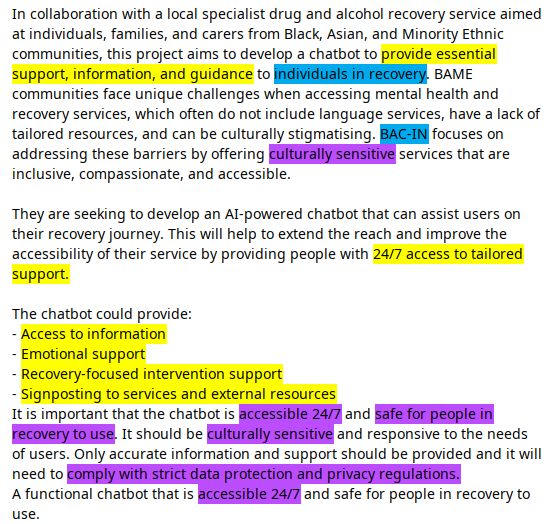 In collaboration with a local specialist drug and alcohol recovery service aimed
at individuals, families, and carers from Black, Asian, and Minority Ethnic
communities, this project aims to develop a chatbot to provide essential
support, information, and guidance to individuals in recovery. BAME
communities face unique challenges when accessing mental health and
recovery services, which often do not include language services, have a lack of
tailored resources, and can be culturally stigmatising. BAC-IN focuses on
addressing these barriers by offering culturally sensitive services that are
inclusive, compassionate, and accessible.

They are seeking to develop an AI-powered chatbot that can assist users on
their recovery journey. This will help to extend the reach and improve the
accessibility of their service by providing people with 24/7 access to tailored
support.

The chatbot could provide:
- Access to information
- Emotional support
- Recovery-focused intervention support
- Signposting to services and external resources
It is important that the chatbot is accessible 24/7 and safe for people in
recovery to use. It should be culturally sensitive and responsive to the needs
of users. Only accurate information and support should be provided and it will
need to comply with strict data protection and privacy regulations.
A functional chatbot that is accessible 24/7 and safe for people in recovery to
use.